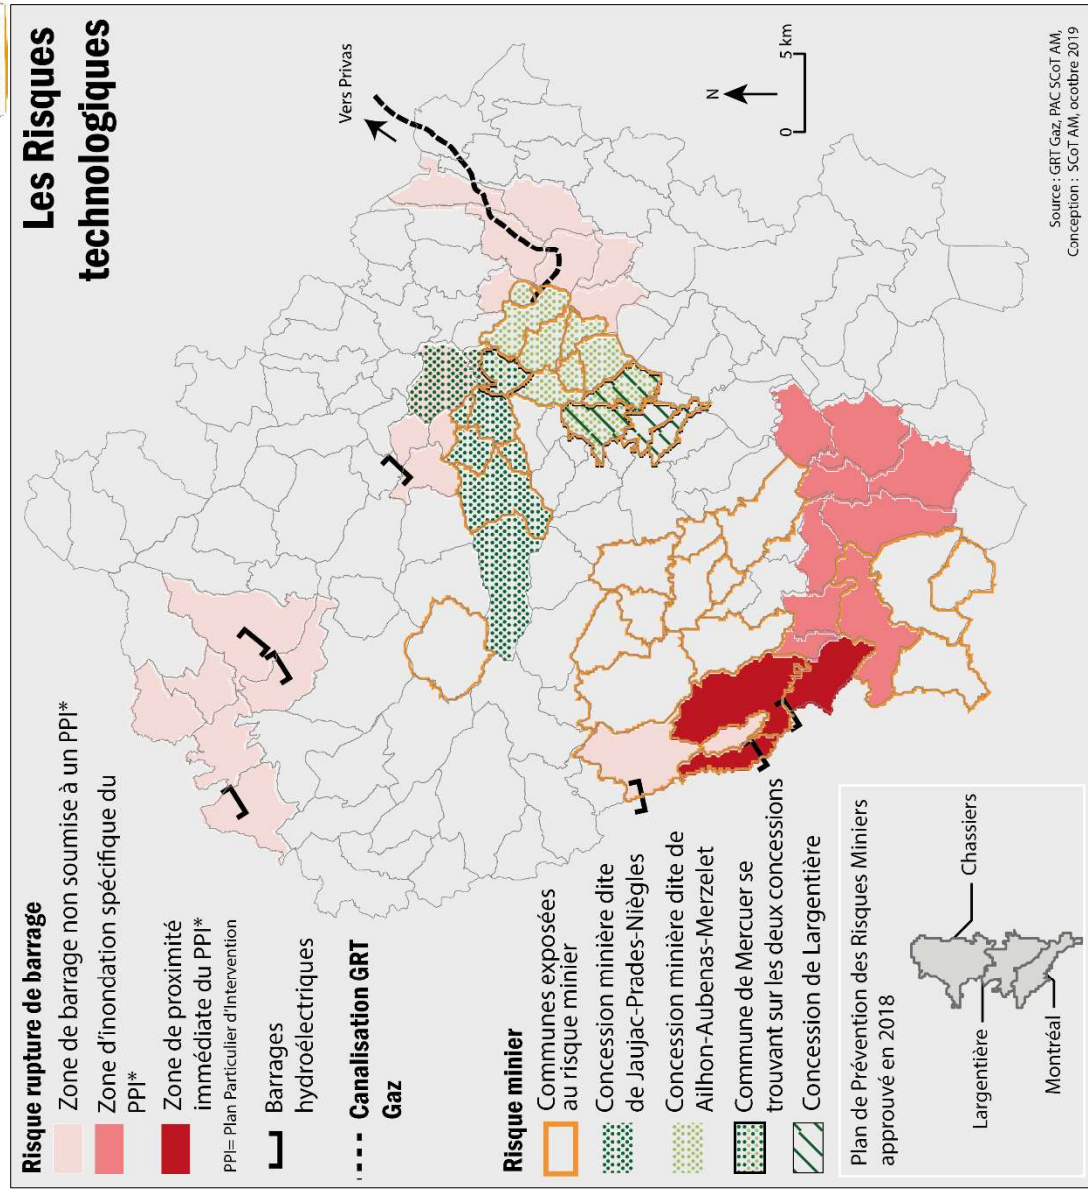 Les Risques
technologiques
Risque rupture de barrage
Zone de barrage non soumise à un PPI*
Zone d'inondation spécifique du
PPI*
Zone de proximité
immédiate du PPI*
PPI= Plan Particulier d'Intervention
Barrages
hydroélectriques
Canalisation GRT
Gaz
Risque minier
Communes exposées
au risque minier
Concession minière dite
de Jaujac-Prades-Niègles
Concession minière dite de
Ailhon-Aubenas-Merzelet
Commune de Mercuer se
trouvant sur les deux concessions
Concession de Largentière
Plan de Prévention des Risques Miniers
approuvé en 2018
Largentière
Chassiers
Montréal
Vers Privas
N
0
5 km
Source : GRT Gaz, PAC SCoT AM,
Conception : SCoT AM, ocotbre 2019